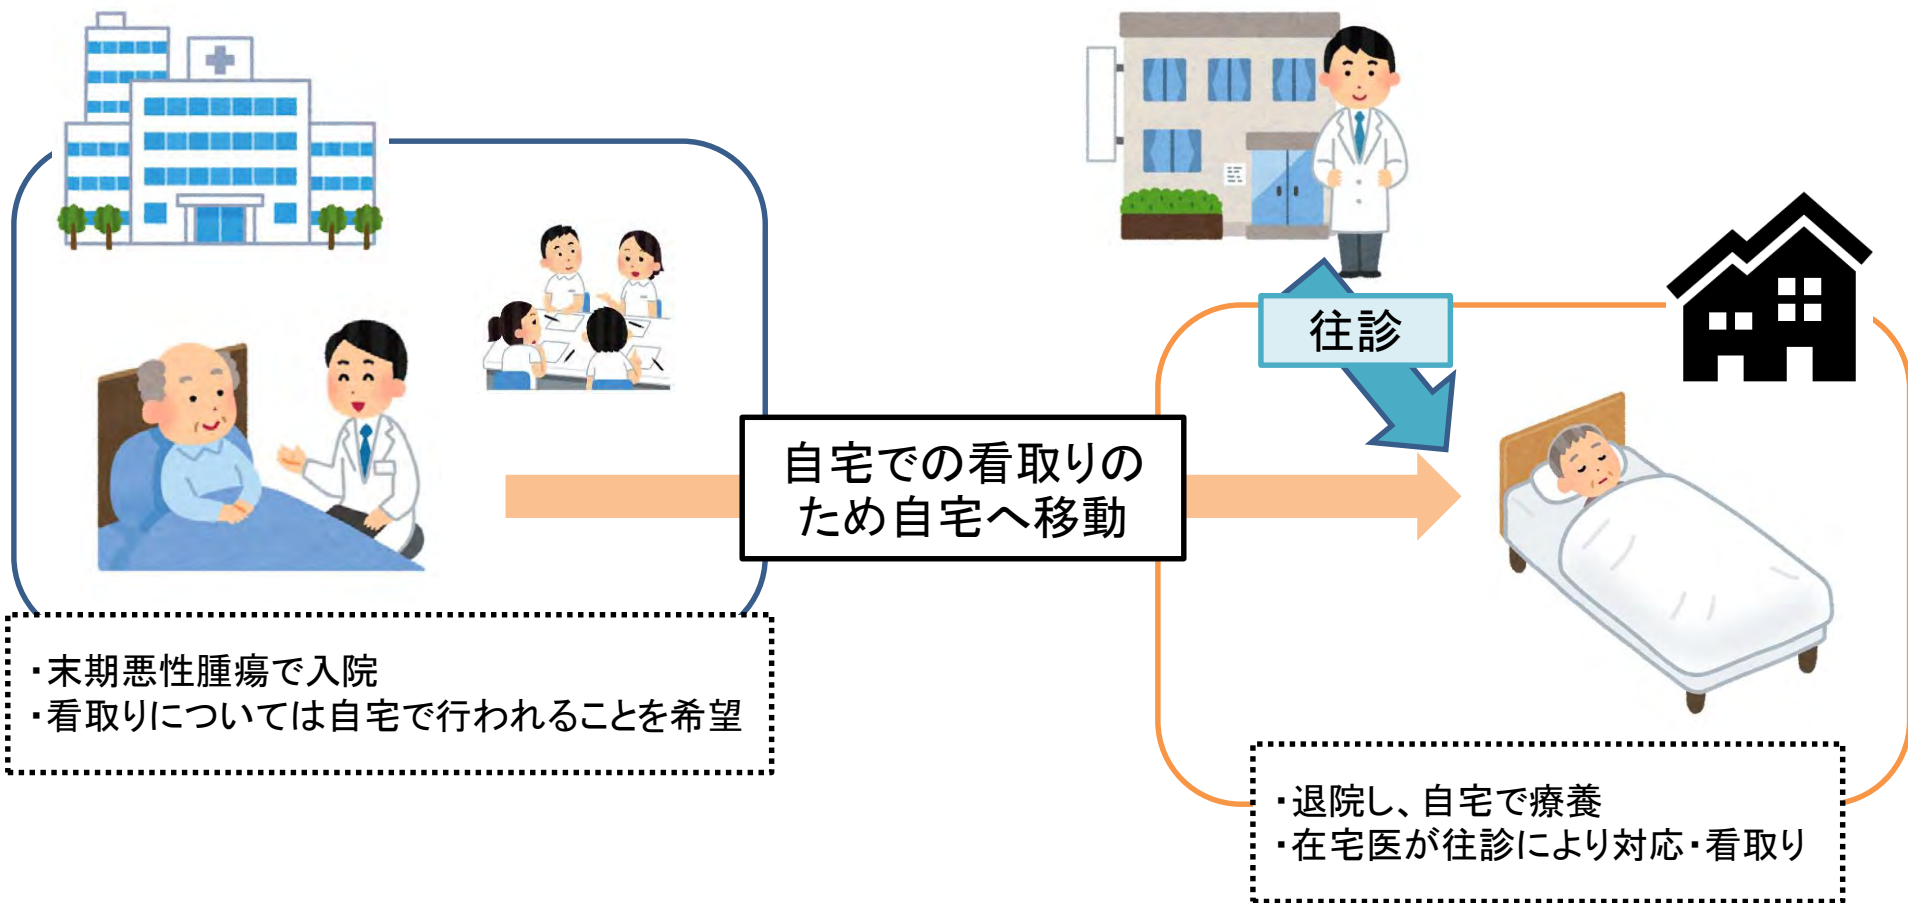 往診
自宅での看取りの
ため自宅へ移動
・末期悪性腫瘍で入院
・看取りについては自宅で行われることを希望
・退院し、自宅で療養
・在宅医が往診により対応・看取り